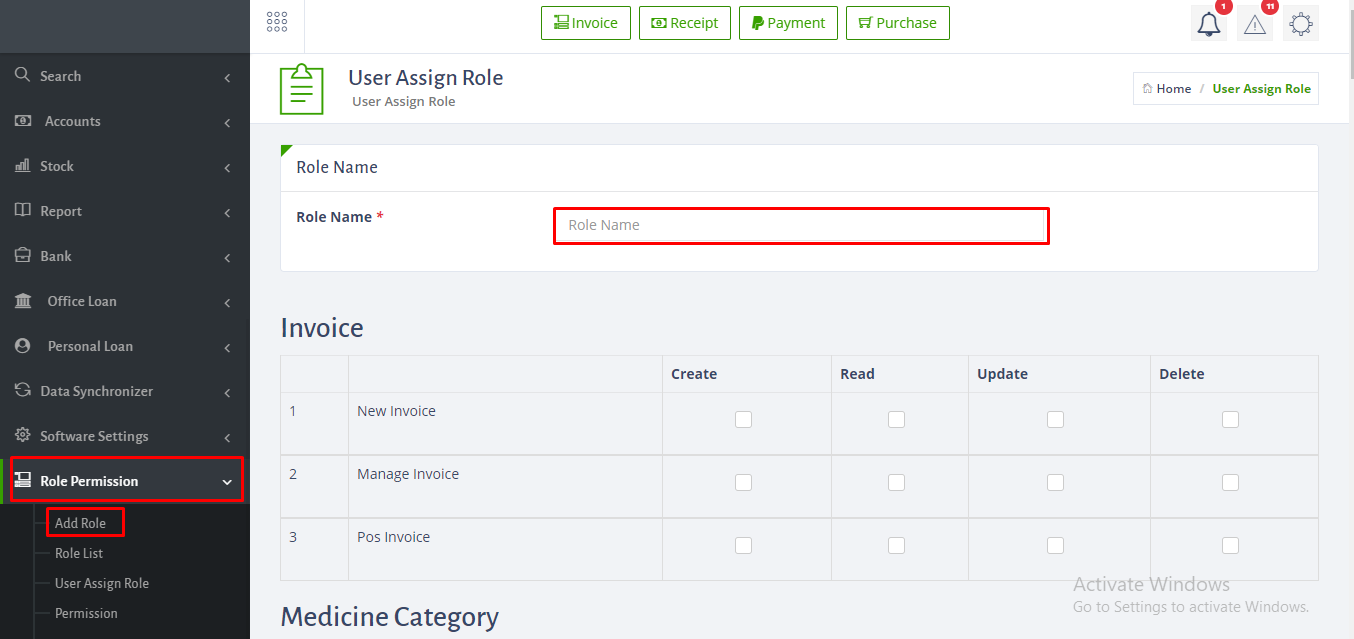 Invoice Receipt Payment Purchase 1 11
Search
Accounts
Stock
Report
Bank
Office Loan
Personal Loan
Data Synchronizer
Software Settings
Role Permission
Add Role
Role List
User Assign Role
Permission
User Assign Role
User Assign Role
Home / User Assign Role
Role Name
Role Name *
Role Name
Invoice
Create Read Update Delete
1 New Invoice
2 Manage Invoice
3 Pos Invoice
Medicine Category
Activate Windows
Go to Settings to activate Windows.